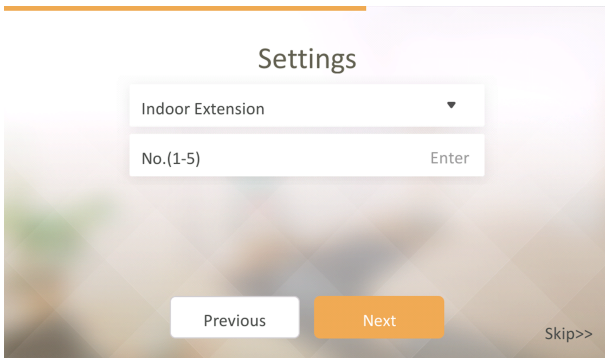 Settings
Indoor Extension
No.(1-5) Enter
Previous Next
Skip>>